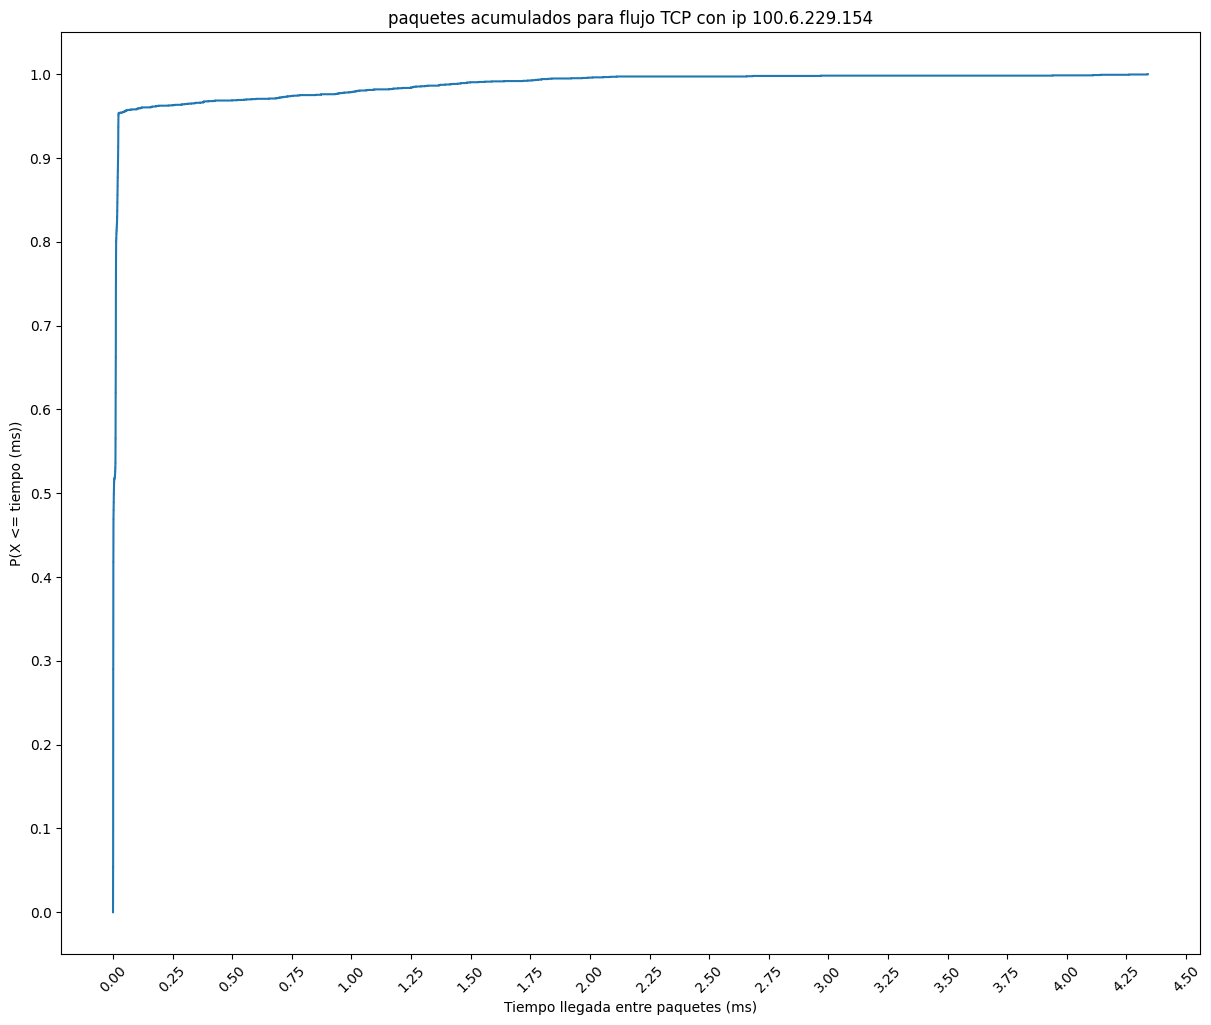 paquetes acumulados para flujo TCP con ip 100.6.229.154
1.0
0.9
0.8
0.7
0.6
0.5
0.4
0.3
0.2
0.1
0.0
P(X <= tiempo (ms))
0.00 0.25 0.50 0.75 1.00 1.25 1.50 1.75 2.00 2.25 2.50 2.75 3.00 3.25 3.50 3.75 4.00 4.25 4.50
Tiempo llegada entre paquetes (ms)